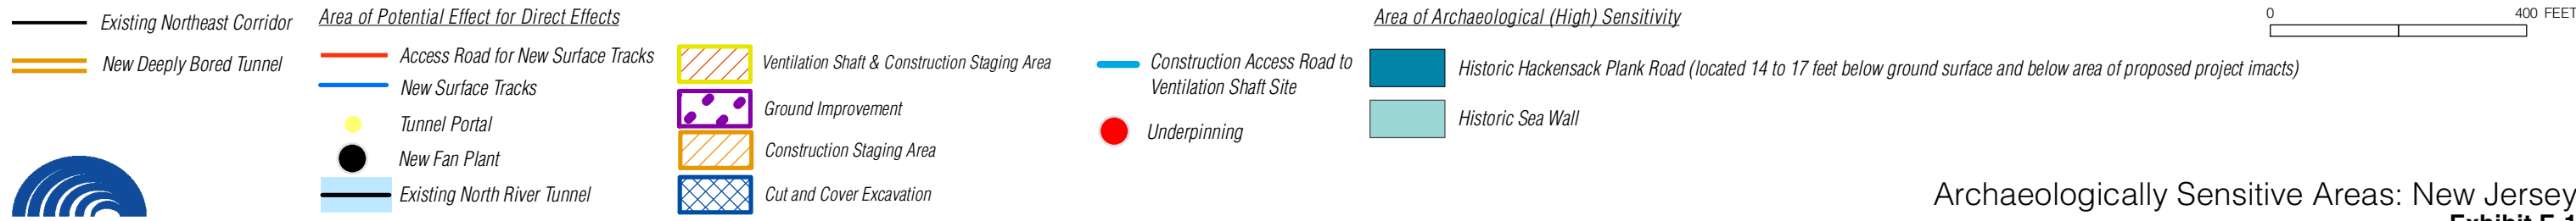 Existing Northeast Corridor
New Deeply Bored Tunnel
Area of Potential Effect for Direct Effects
Access Road for New Surface Tracks
New Surface Tracks
Tunnel Portal
New Fan Plant
Existing North River Tunnel
Ventilation Shaft & Construction Staging Area
Ground Improvement
Construction Staging Area
Cut and Cover Excavation
Construction Access Road to
Ventilation Shaft Site
Underpinning
Area of Archaeological (High) Sensitivity
Historic Hackensack Plank Road (located 14 to 17 feet below ground surface and below area of proposed project imacts)
Historic Sea Wall
0 400 FEET
Archaeologically Sensitive Areas: New Jersey